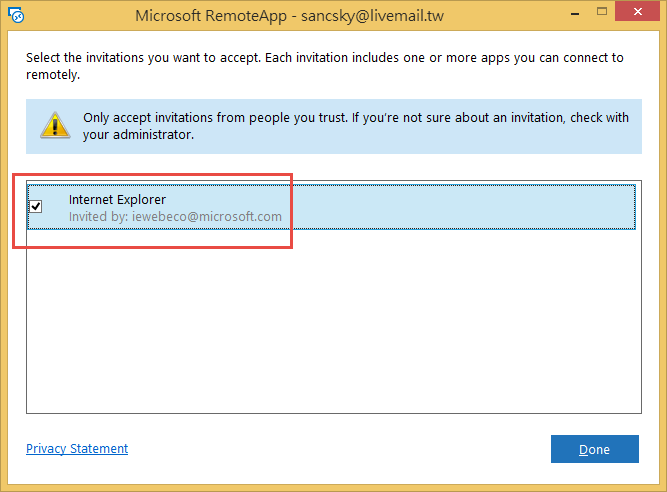 Microsoft RemoteApp - sancsky@livemail.tw
Select the invitations you want to accept. Each invitation includes one or more apps you can connect to
remotely.
Only accept invitations from people you trust. If you're not sure about an invitation, check with
your administrator.
Internet Explorer
Invited by: iewebeco@microsoft.com
Privacy Statement
Done